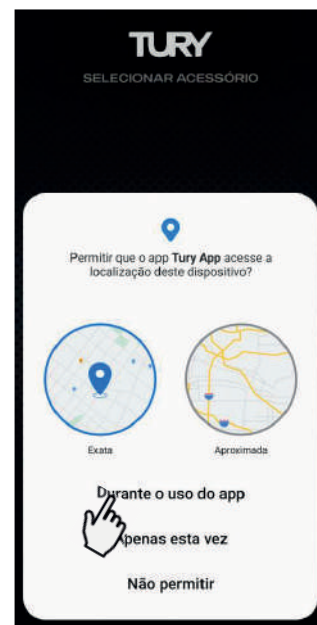 TURY
SELECIONAR ACESSÓRIO
Permitir que o app Tury App acesse a
localização deste dispositivo?
Exata
Aproximada
Durante o uso do app
Apenas esta vez
Não permitir